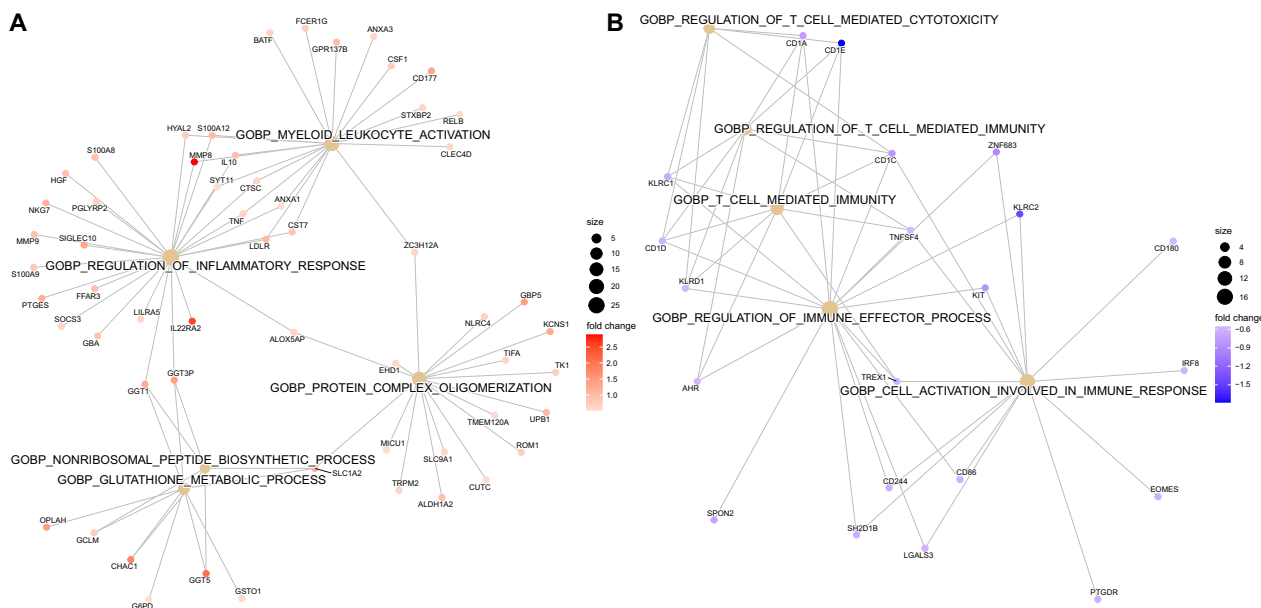 A
FCER1G
ANXA3
BATF
GPR137B
CSF1
CD177
STXBP2
RELB
HYAL2
S100A12
GOBP_MYELOID_LEUKOCYTE_ACTIVATION
S100A8
MMP8
IL10
CLEC4D
HGF
SYT11
CTSC
NKG7
PGLYRP2
ANXA1
TNF
CST7
MMP9
SIGLEC10
LDLR
ZC3H12A
S100A9
GOBP_REGULATION_OF_INFLAMMATORY_RESPONSE
PTGES
FFAR3
GBP5
SOCS3
LILRA5
NLRC4
GBA
IL22RA2
ALOX5AP
KCNS1
TIFA
EHD1
TK1
GGT3P
GGT1
GOBP_PROTEIN_COMPLEX_OLIGOMERIZATION
TMEM120A
UPB1
MICU1
SLC9A1
ROM1
GOBP_NONRIBOSOMAL_PEPTIDE_BIOSYNTHETIC_PROCESS
SLC1A2
GOBP_GLUTATHIONE_METABOLIC_PROCESS
TRPM2
CUTC
ALDH1A2
OPLAH
GCLM
CHAC1
GGT5
GSTO1
G6PD
size
5
10
15
20
25
fold change
2.5
2.0
1.5
1.0
B
GOBP_REGULATION_OF_T_CELL_MEDIATED_CYTOTOXICITY
CD1A
CD1E
GOBP_REGULATION_OF_T_CELL_MEDIATED_IMMUNITY
ZNF683
CD1C
KLRC1
GOBP_T_CELL_MEDIATED_IMMUNITY
KLRC2
TNFSF4
CD1D
CD180
KLRD1
KIT
GOBP_REGULATION_OF_IMMUNE_EFFECTOR_PROCESS
IRF8
TREX1
AHR
GOBP_CELL_ACTIVATION_INVOLVED_IN_IMMUNE_RESPONSE
CD86
CD244
EOMES
SPON2
SH2D1B
LGALS3
PTGDR
size
4
8
12
16
fold change
−0.6
−0.9
−1.2
−1.5